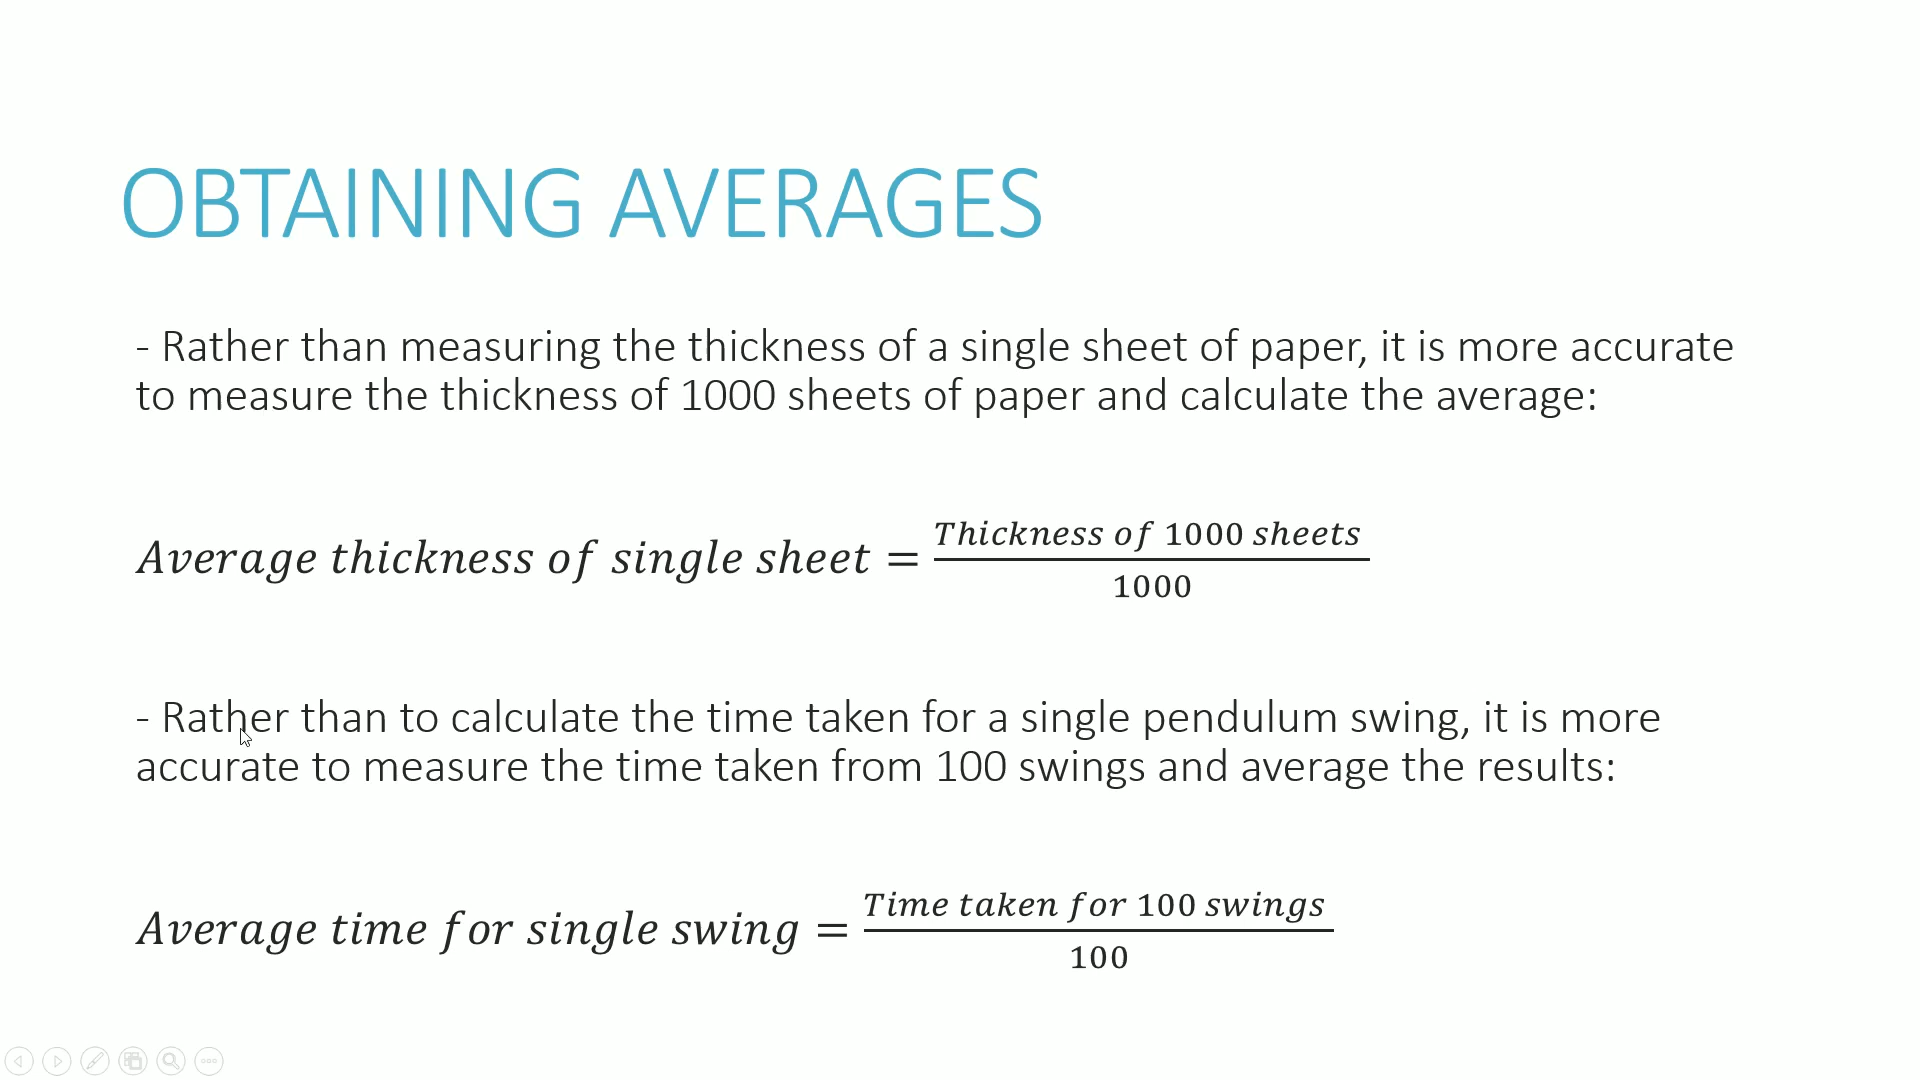 OBTAINING AVERAGES
- Rather than measuring the thickness of a single sheet of paper, it is more accurate
to measure the thickness of 1000 sheets of paper and calculate the average:
Average thickness of single sheet = Thickness of 1000 sheets / 1000
- Rather than to calculate the time taken for a single pendulum swing, it is more
accurate to measure the time taken from 100 swings and average the results:
Average time for single swing = Time taken for 100 swings / 100